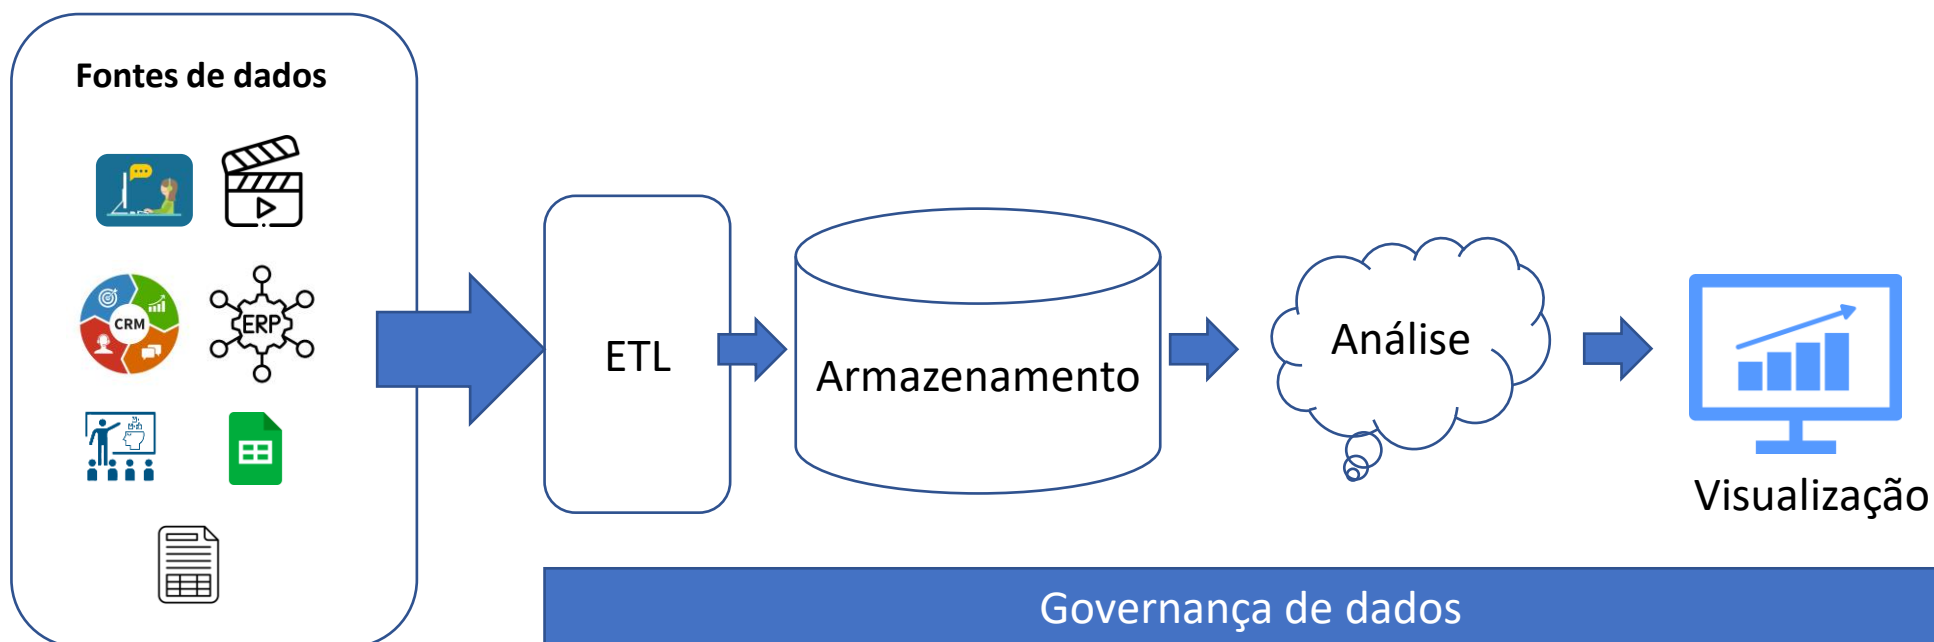 Fontes de dados
CRM
ERP
ETL
Armazenamento
Análise
Visualização
Governança de dados